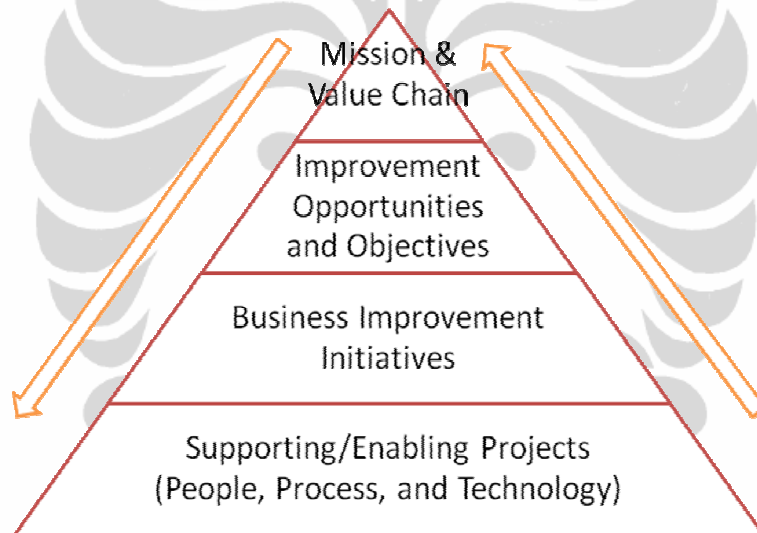 Mission &
Value Chain
Improvement
Opportunities
and Objectives
Business Improvement
Initiatives
Supporting/Enabling Projects
(People, Process, and Technology)